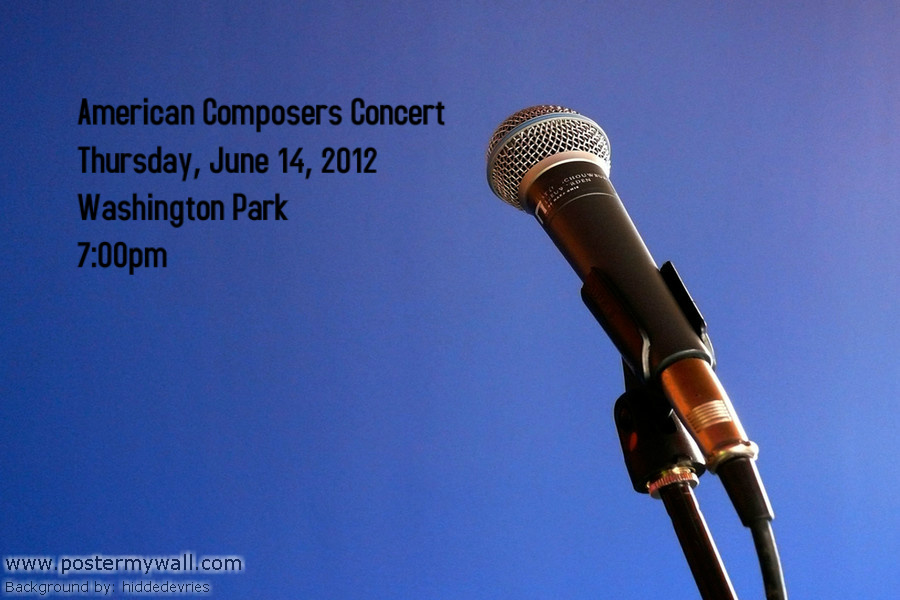 American Composers Concert
Thursday, June 14, 2012
Washington Park
7:00pm
www.postermywall.com
Background by: hiddedevries